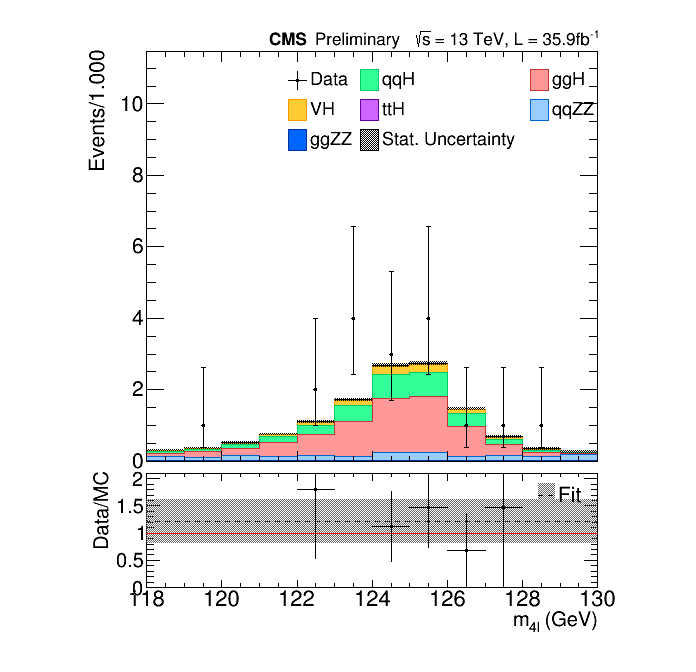 CMS Preliminary √s = 13 TeV, L = 35.9fb⁻¹
Events/1.000
Data qqH ggH
VH ttH qqZZ
ggZZ Stat. Uncertainty
10
8
6
4
2
0
Data/MC
Fit
2
1.5
1
0.5
0
118 120 122 124 126 128 130
m4l (GeV)